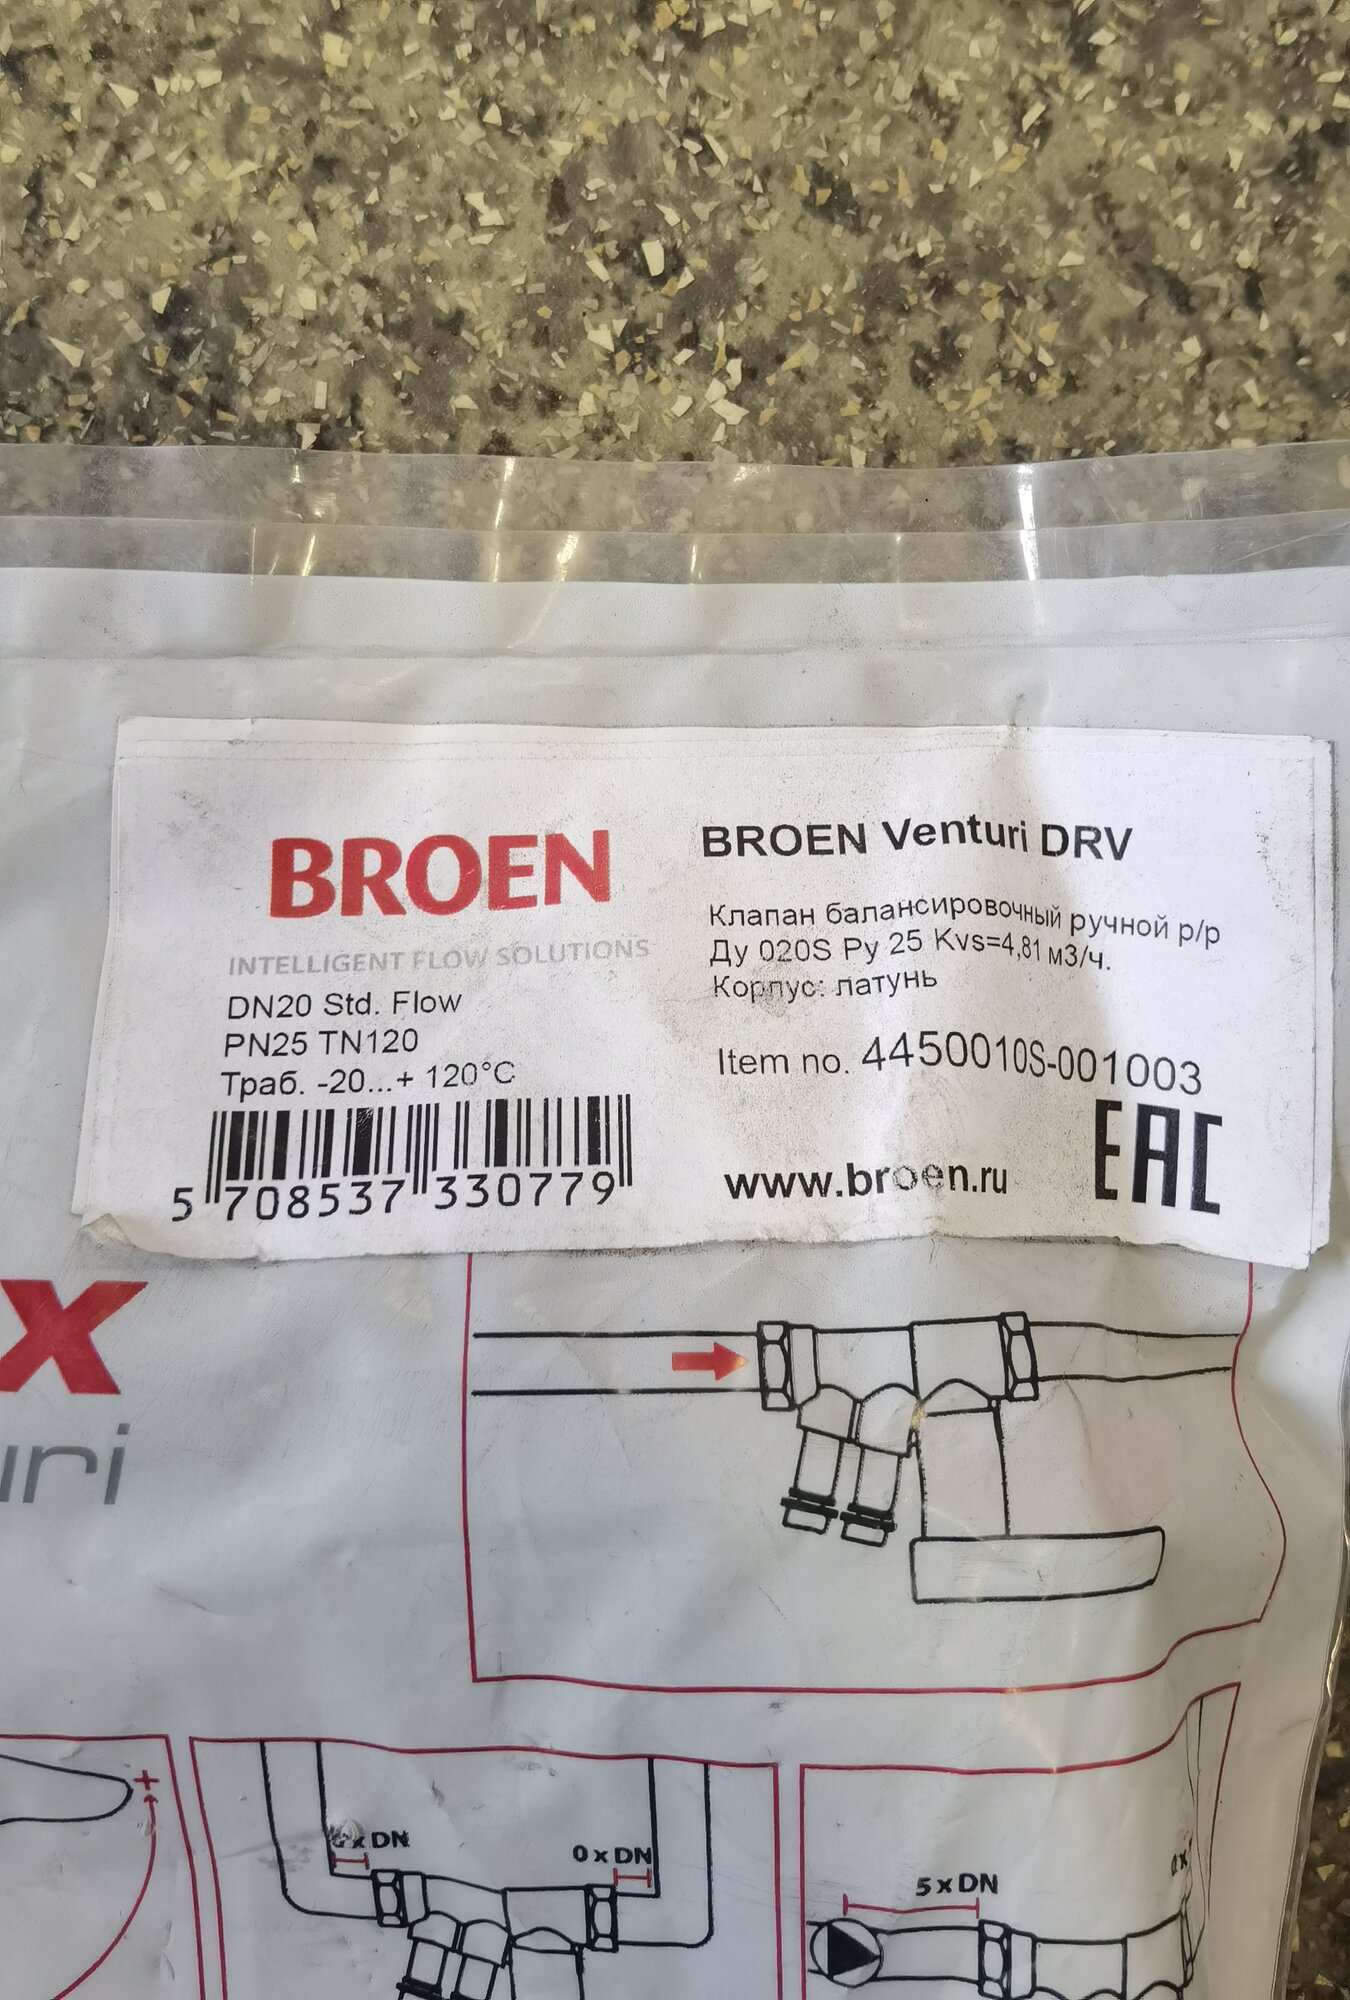 BROEN
INTELLIGENT FLOW SOLUTIONS
DN20 Std. Flow
PN25 TN120
Траб. -20...+ 120°C
5 708537 330779
BROEN Venturi DRV
Клапан балансировочный ручной р/р
Ду 020S Ру 25 Kvs=4,81 м3/ч.
Корпус: латунь
Item no. 4450010S-001003
www.broen.ru
EAC
x
uri
+
x DN
0 x DN
5 x DN